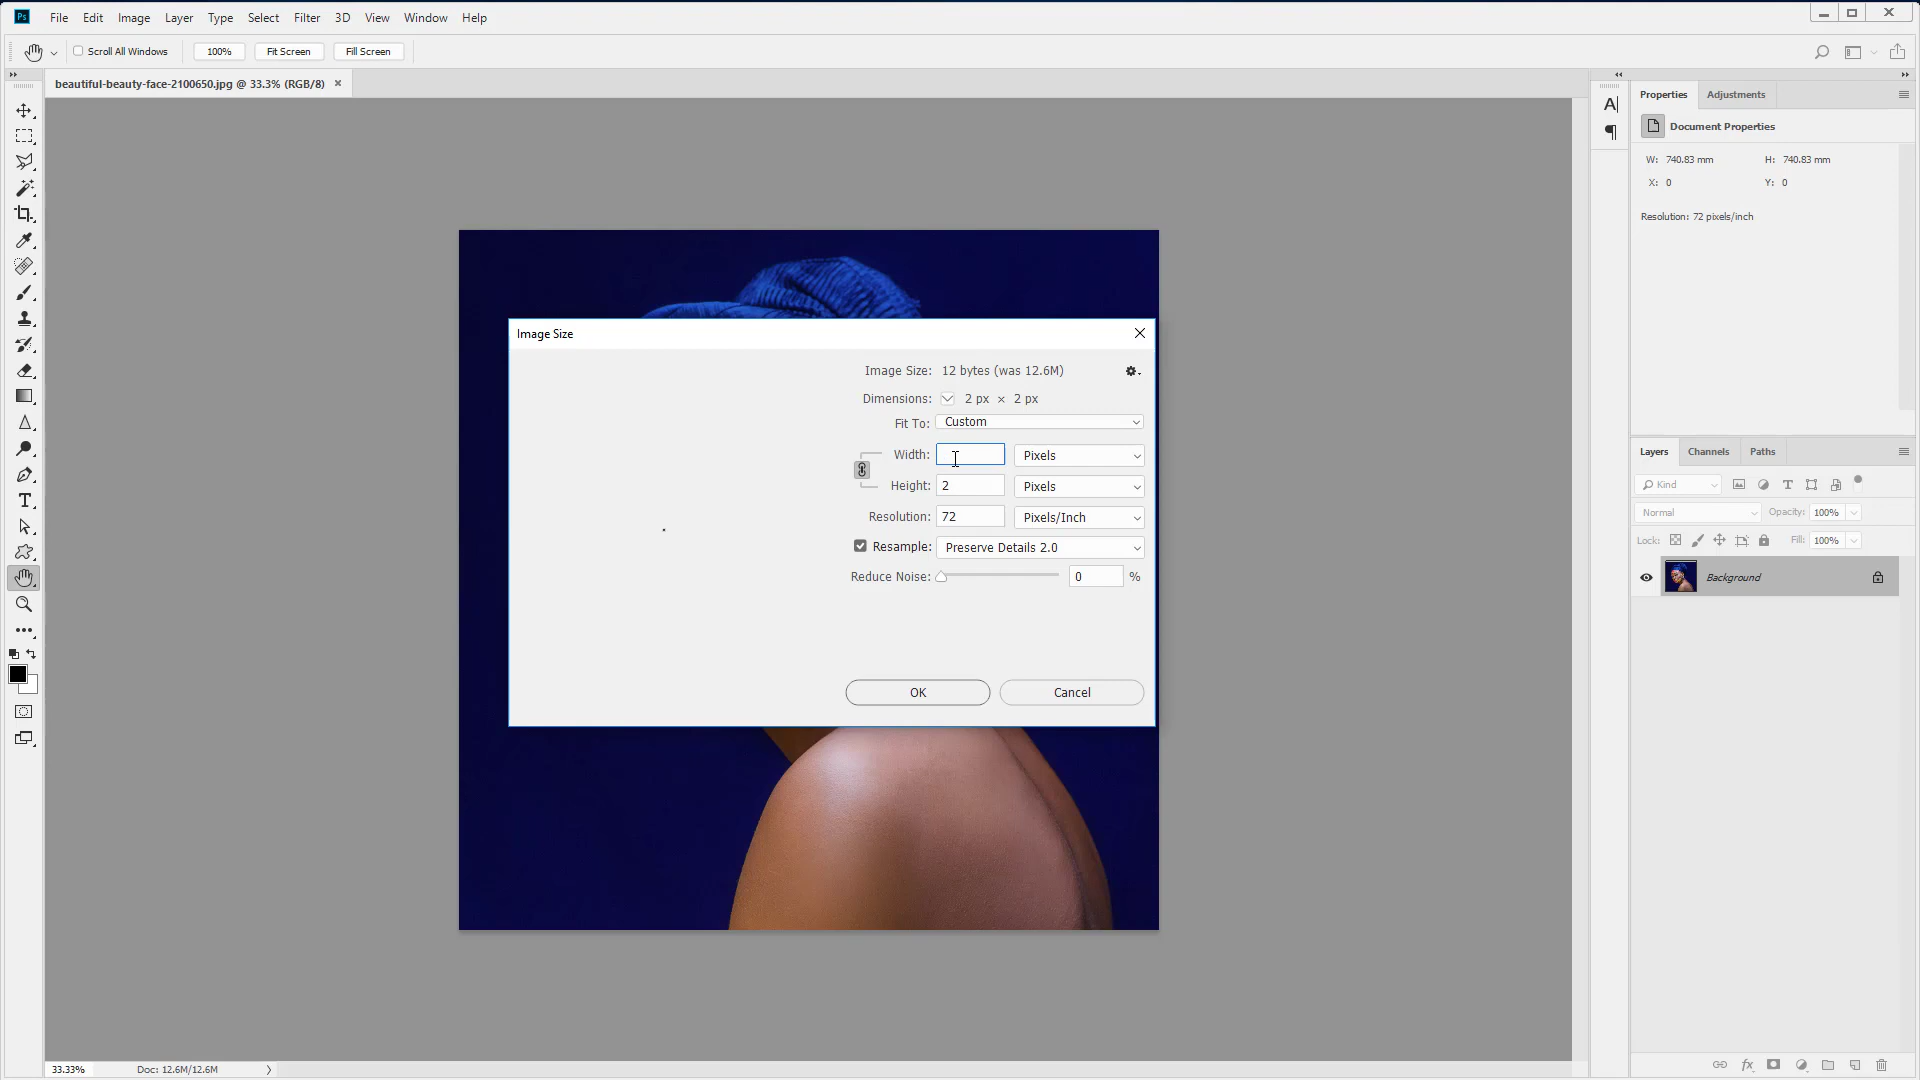 Ps File Edit Image Layer Type Select Filter 3D View Window Help
Scroll All Windows 100% Fit Screen Fill Screen
beautiful-beauty-face-2100650.jpg @ 33.3% (RGB/8)
Properties Adjustments
Document Properties
W: 740.83 mm H: 740.83 mm
X: 0 Y: 0
Resolution: 72 pixels/inch
Image Size
Image Size: 12 bytes (was 12.6M)
Dimensions: 2 px × 2 px
Fit To: Custom
Width: Pixels
Height: 2 Pixels
Resolution: 72 Pixels/Inch
Resample: Preserve Details 2.0
Reduce Noise: 0 %
OK Cancel
Layers Channels Paths
Kind
Normal Opacity: 100%
Lock: Fill: 100%
Background
33.33% Doc: 12.6M/12.6M